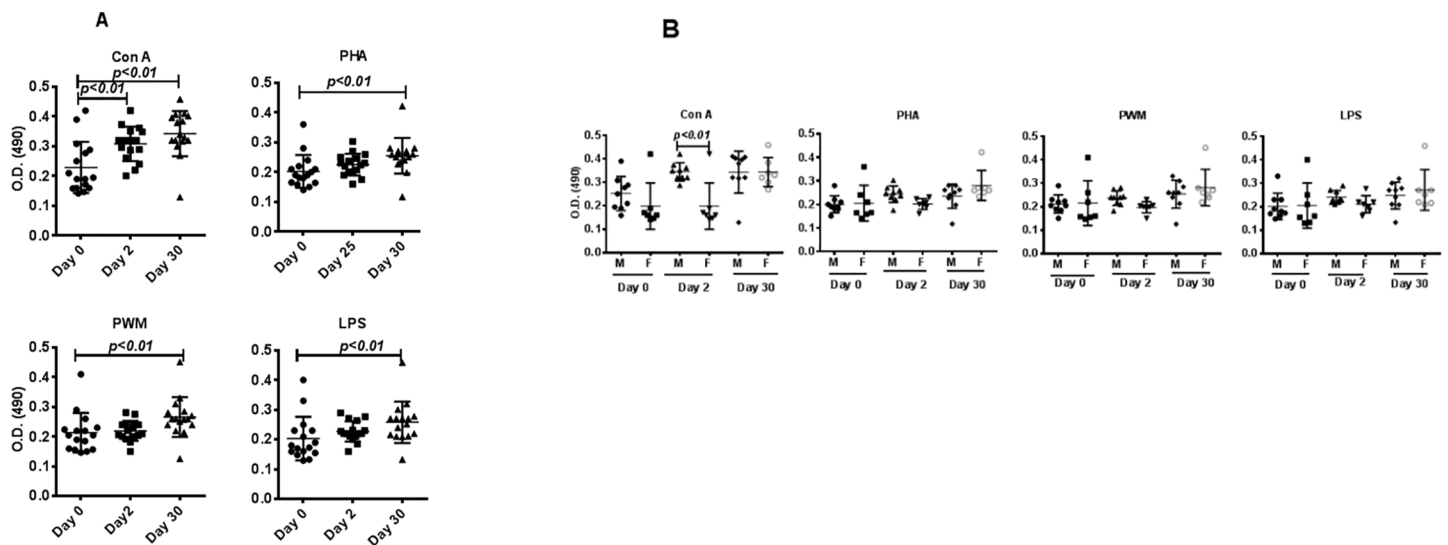 A
Con A
p<0.01
p<0.01
O.D. (490)
0.5
0.4
0.3
0.2
0.1
0.0
Day 0
Day 2
Day 30
PHA
p<0.01
0.5
0.4
0.3
0.2
0.1
0.0
Day 0
Day 25
Day 30
PWM
p<0.01
O.D. (490)
0.5
0.4
0.3
0.2
0.1
0.0
Day 0
Day2
Day 30
LPS
p<0.01
0.5
0.4
0.3
0.2
0.1
0.0
Day 0
Day 2
Day 30
B
Con A
p<0.01
O.D. (490)
0.5
0.4
0.3
0.2
0.1
0.0
M F M F M F
Day 0 Day 2 Day 30
PHA
0.5
0.4
0.3
0.2
0.1
0.0
M F M F M F
Day 0 Day 2 Day 30
PWM
0.5
0.4
0.3
0.2
0.1
0.0
M F M F M F
Day 0 Day 2 Day 30
LPS
0.5
0.4
0.3
0.2
0.1
0.0
M F M F M F
Day 0 Day 2 Day 30